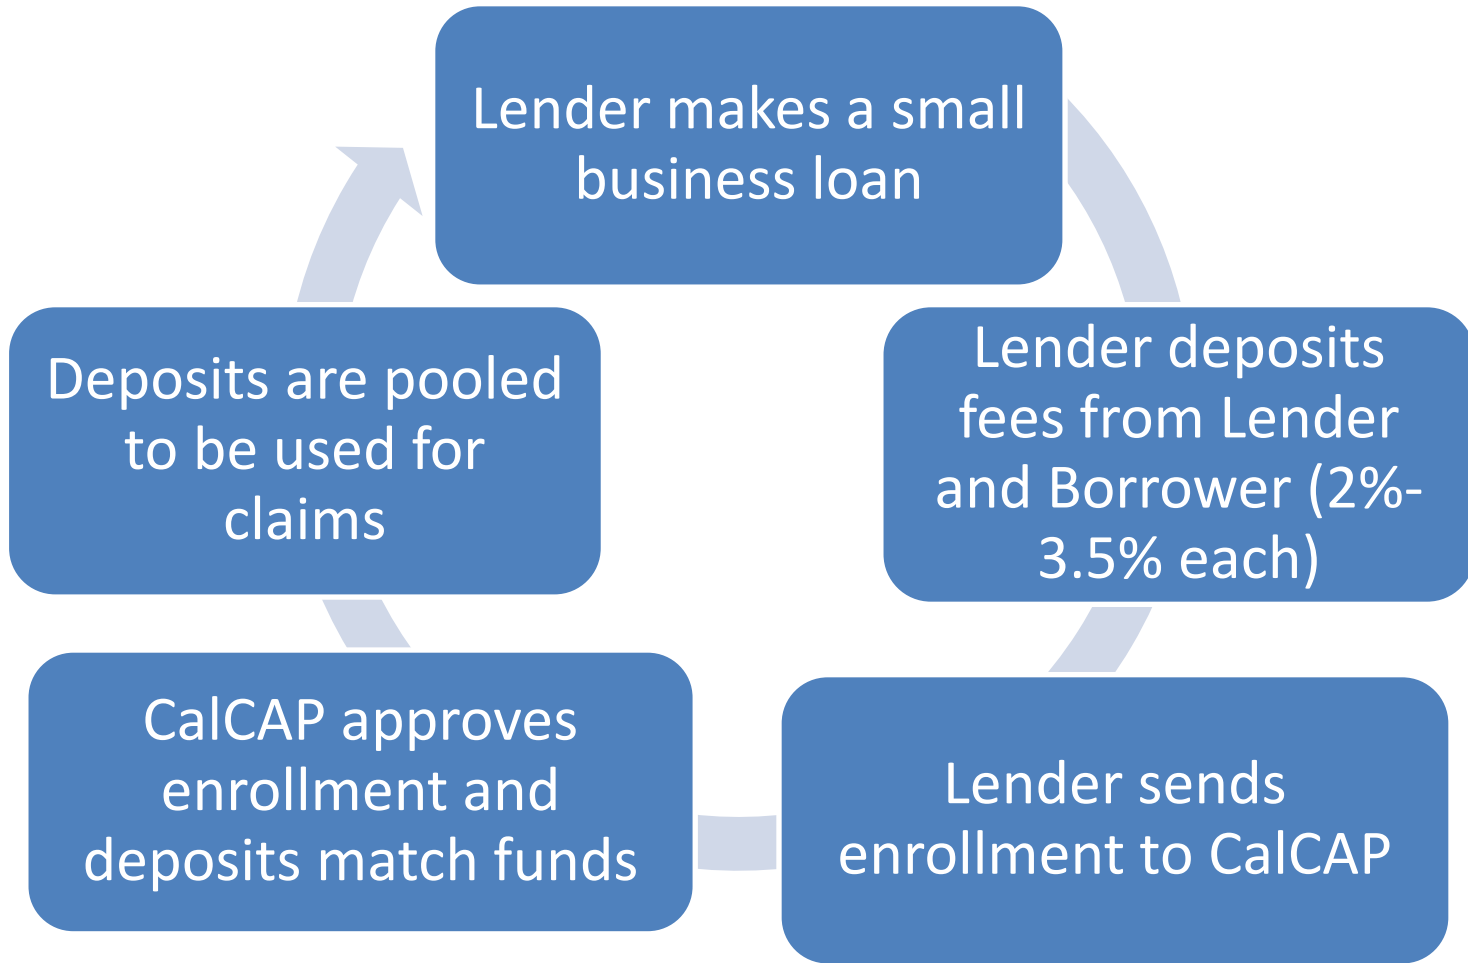 Lender makes a small
business loan
Lender deposits
fees from Lender
and Borrower (2%-
3.5% each)
Lender sends
enrollment to CalCAP
CalCAP approves
enrollment and
deposits match funds
Deposits are pooled
to be used for
claims